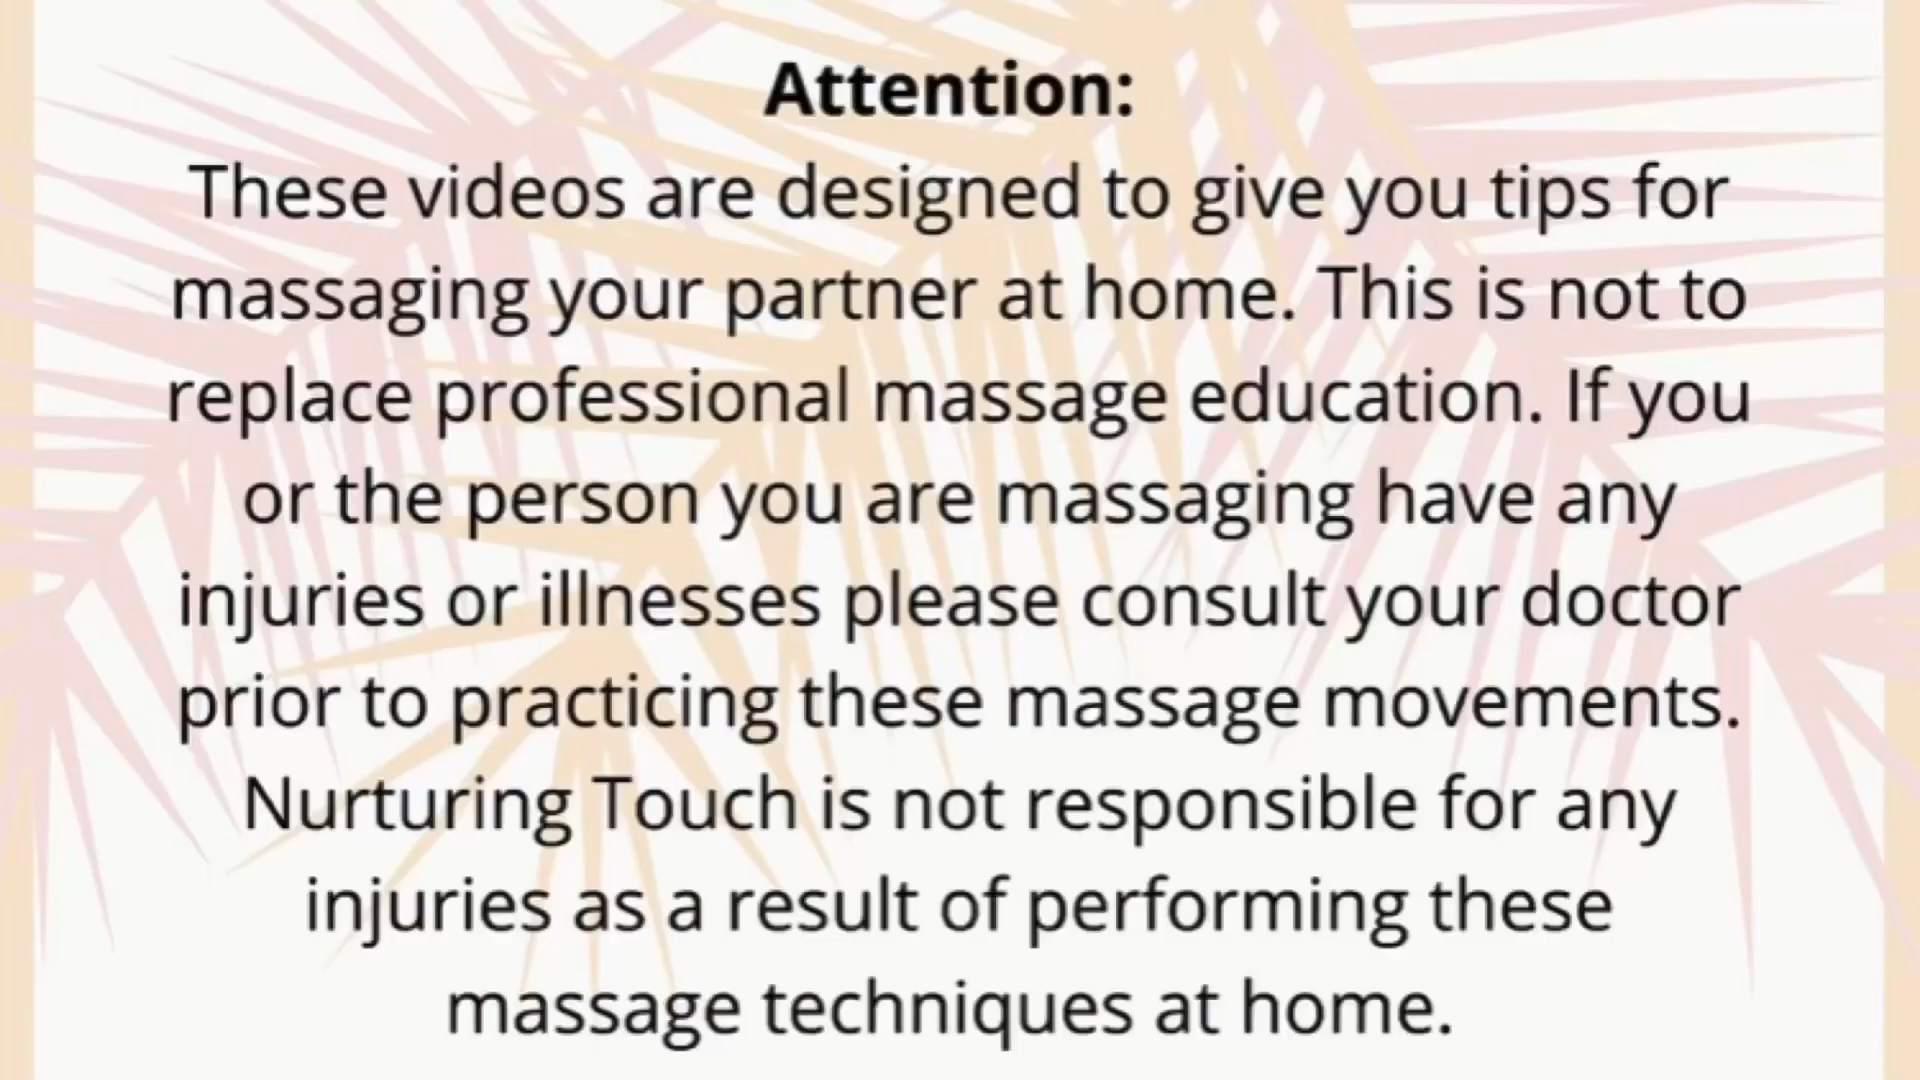 Attention:
These videos are designed to give you tips for
massaging your partner at home. This is not to
replace professional massage education. If you
or the person you are massaging have any
injuries or illnesses please consult your doctor
prior to practicing these massage movements.
Nurturing Touch is not responsible for any
injuries as a result of performing these
massage techniques at home.